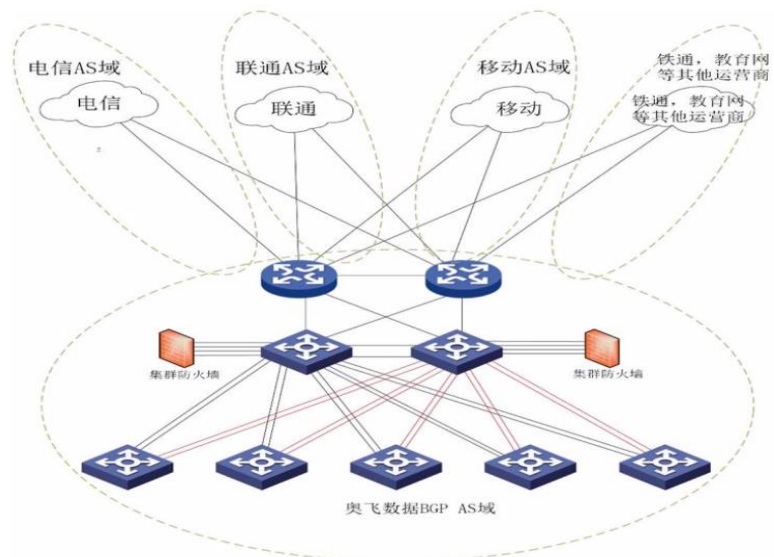 电信AS域
联通AS域
移动AS域
铁通，教育网
等其他运营商
电信
联通
移动
铁通，教育网
等其他运营商
集群防火墙
集群防火墙
奥飞数据BGP AS域